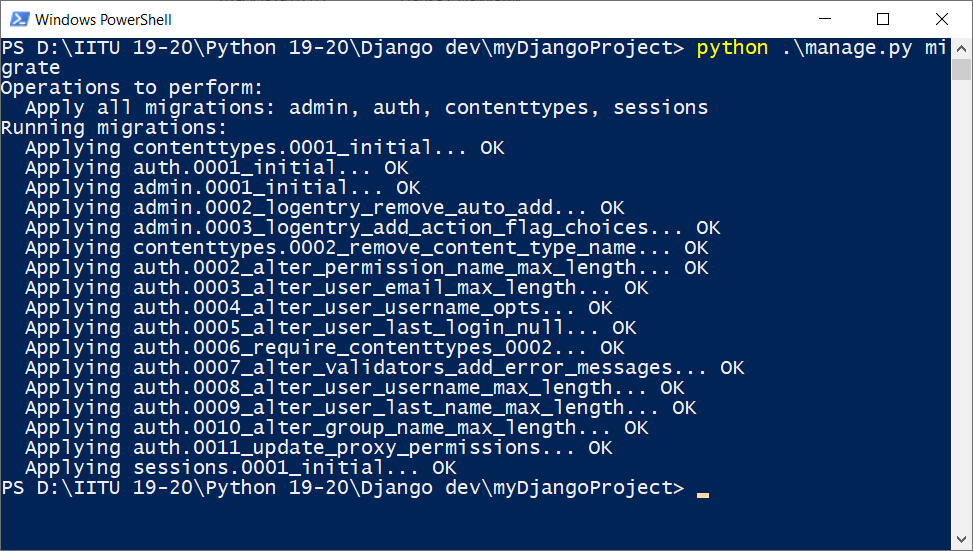 Windows PowerShell
PS D:\IITU 19-20\Python 19-20\Django dev\myDjangoProject> python .\manage.py mi
grate
Operations to perform:
  Apply all migrations: admin, auth, contenttypes, sessions
Running migrations:
  Applying contenttypes.0001_initial... OK
  Applying auth.0001_initial... OK
  Applying admin.0001_initial... OK
  Applying admin.0002_logentry_remove_auto_add... OK
  Applying admin.0003_logentry_add_action_flag_choices... OK
  Applying contenttypes.0002_remove_content_type_name... OK
  Applying auth.0002_alter_permission_name_max_length... OK
  Applying auth.0003_alter_user_email_max_length... OK
  Applying auth.0004_alter_user_username_opts... OK
  Applying auth.0005_alter_user_last_login_null... OK
  Applying auth.0006_require_contenttypes_0002... OK
  Applying auth.0007_alter_validators_add_error_messages... OK
  Applying auth.0008_alter_user_username_max_length... OK
  Applying auth.0009_alter_user_last_name_max_length... OK
  Applying auth.0010_alter_group_name_max_length... OK
  Applying auth.0011_update_proxy_permissions... OK
  Applying sessions.0001_initial... OK
PS D:\IITU 19-20\Python 19-20\Django dev\myDjangoProject>